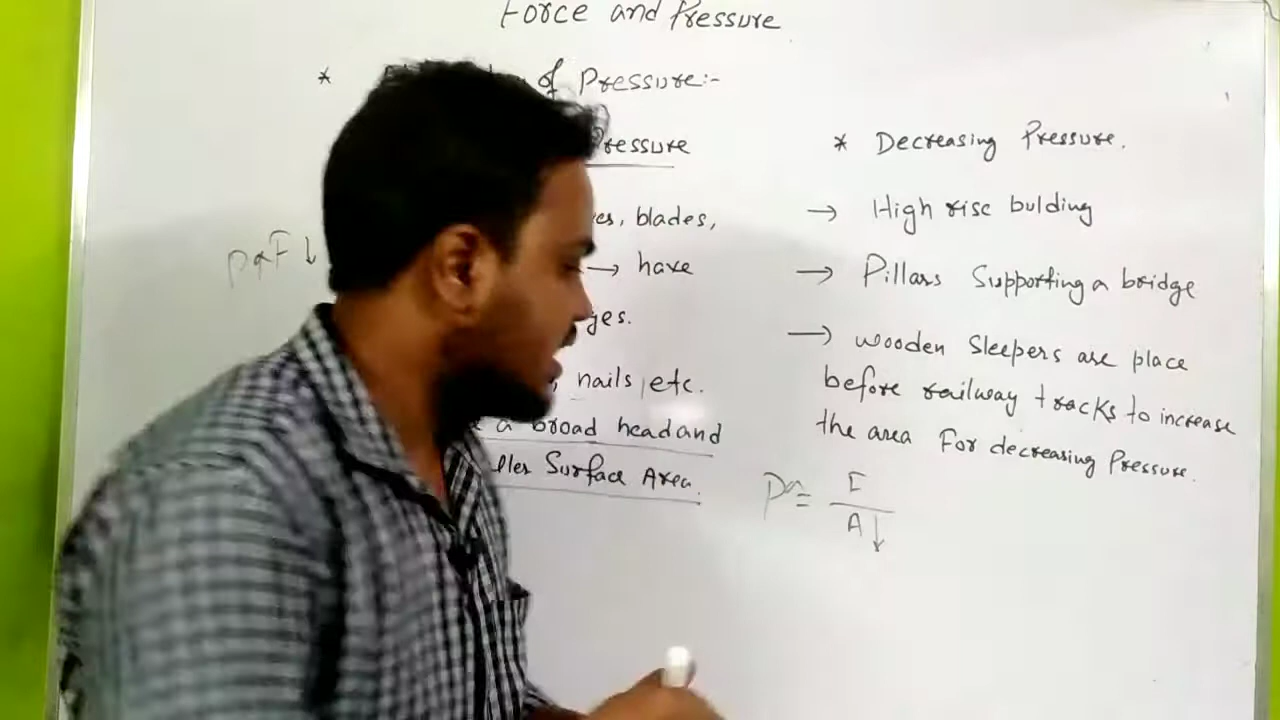 Force and Pressure
* of Pressure:-
Pressure
es, blades,
→ have
ges.
, nails, etc.
a broad head and
ller Surface Area.
P∝F↓
* Decreasing Pressure.
→ High rise bulding
→ Pillars Supporting a bridge
→ wooden Sleepers are place
before railway tracks to increase
the area For decreasing Pressure.
P^ = F
A↓